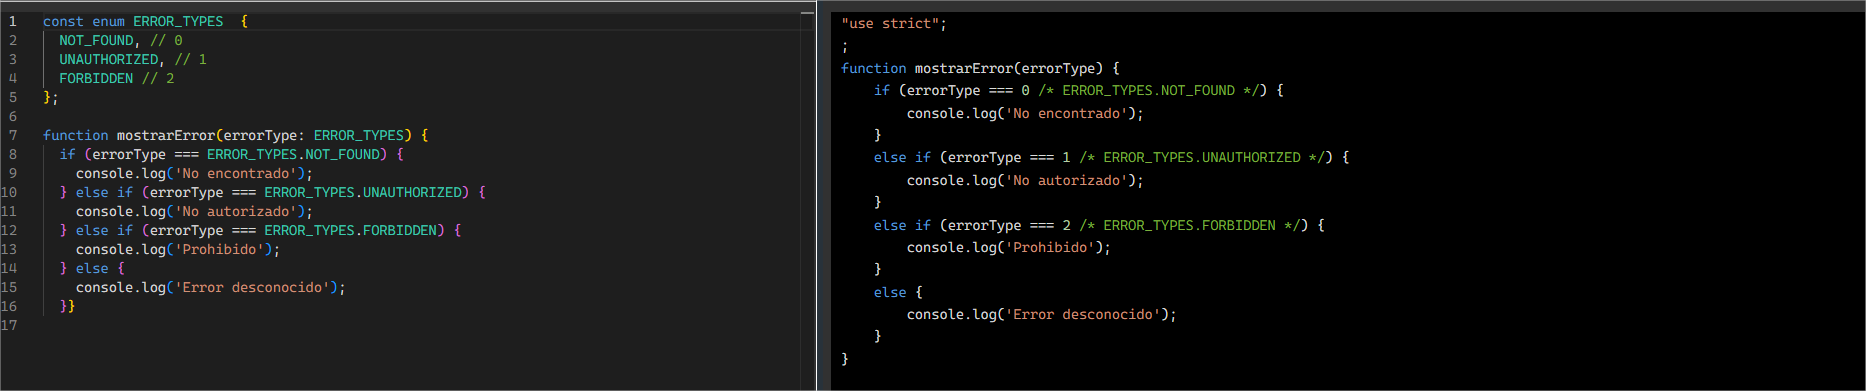 1 const enum ERROR_TYPES  {
2   NOT_FOUND, // 0
3   UNAUTHORIZED, // 1
4   FORBIDDEN // 2
5 };
6
7 function mostrarError(errorType: ERROR_TYPES) {
8   if (errorType === ERROR_TYPES.NOT_FOUND) {
9     console.log('No encontrado');
10   } else if (errorType === ERROR_TYPES.UNAUTHORIZED) {
11     console.log('No autorizado');
12   } else if (errorType === ERROR_TYPES.FORBIDDEN) {
13     console.log('Prohibido');
14   } else {
15     console.log('Error desconocido');
16   }}
17
"use strict";
;
function mostrarError(errorType) {
    if (errorType === 0 /* ERROR_TYPES.NOT_FOUND */) {
        console.log('No encontrado');
    }
    else if (errorType === 1 /* ERROR_TYPES.UNAUTHORIZED */) {
        console.log('No autorizado');
    }
    else if (errorType === 2 /* ERROR_TYPES.FORBIDDEN */) {
        console.log('Prohibido');
    }
    else {
        console.log('Error desconocido');
    }
}